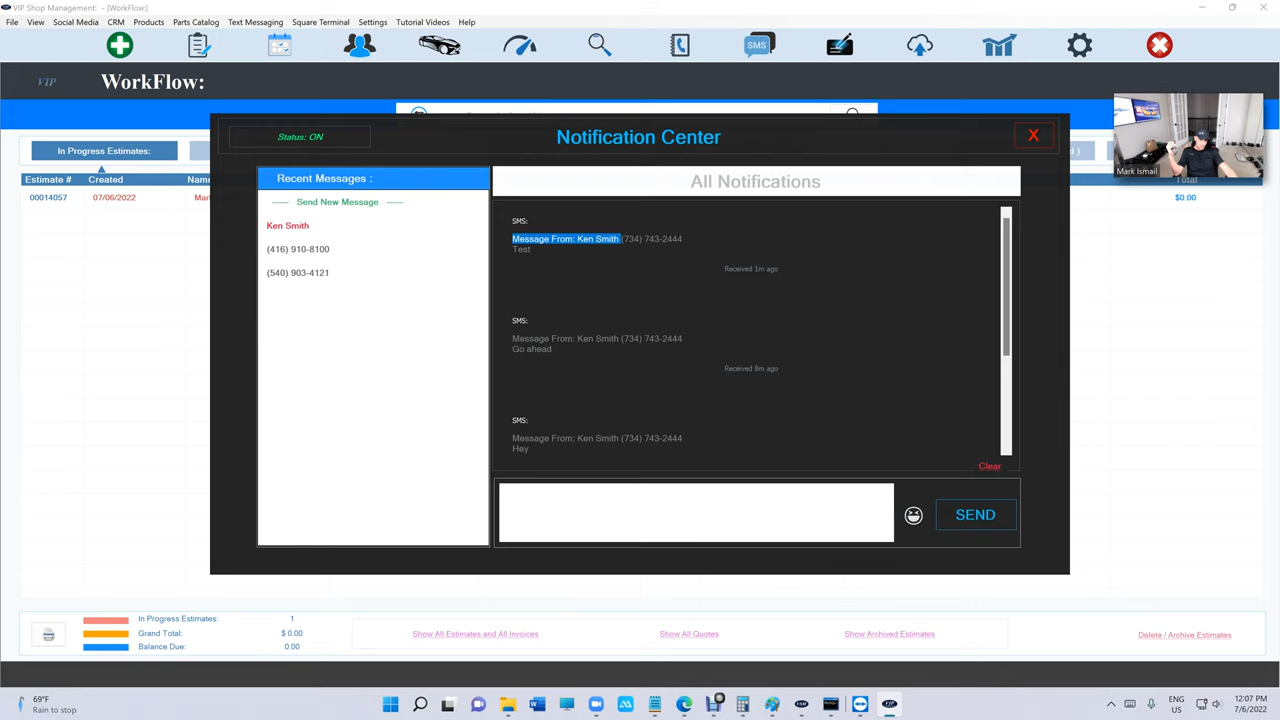 VIP Shop Management: - [WorkFlow:]
File View Social Media CRM Products Parts Catalog Text Messaging Square Terminal Settings Tutorial Videos Help
SMS
VIP WorkFlow:
Status: ON
Notification Center
X
Mark Ismail
In Progress Estimates:
Recent Messages :
All Notifications
Estimate # Created
Total
00014057 07/06/2022
$0.00
Send New Message
Ken Smith
(416) 910-8100
(540) 903-4121
SMS:
Message From: Ken Smith (734) 743-2444
Test
Received 1m ago
SMS:
Message From: Ken Smith (734) 743-2444
Go ahead
Received 8m ago
SMS:
Message From: Ken Smith (734) 743-2444
Hey
Clear
SEND
In Progress Estimates: 1
Grand Total: $ 0.00
Balance Due: 0.00
Show All Estimates and All Invoices
Show All Quotes
Show Archived Estimates
Delete / Archive Estimates
69°F
Rain to stop
VIP
ENG
US
12:07 PM
7/6/2022